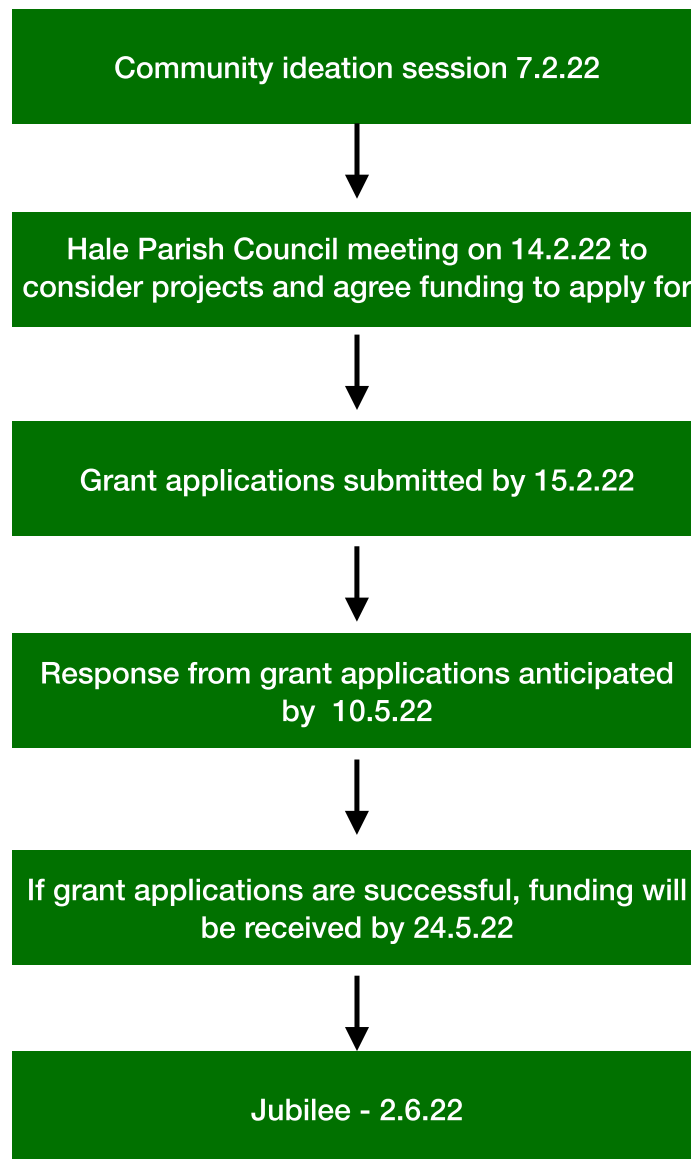 Community ideation session 7.2.22
Hale Parish Council meeting on 14.2.22 to
consider projects and agree funding to apply for
Grant applications submitted by 15.2.22
Response from grant applications anticipated
by  10.5.22
If grant applications are successful, funding will
be received by 24.5.22
Jubilee - 2.6.22